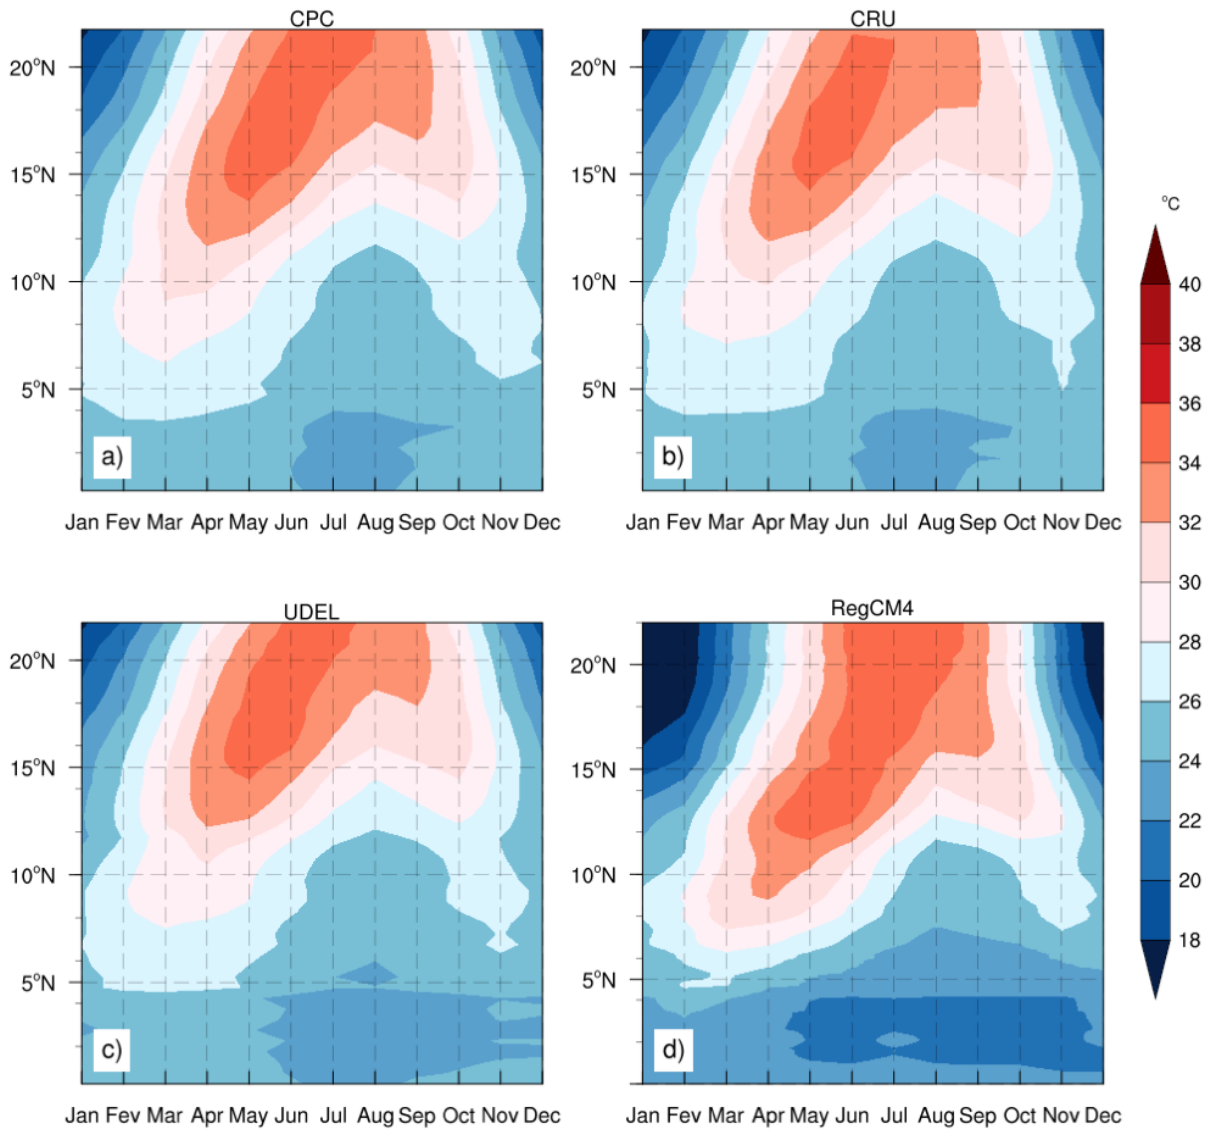 CPC
20°N
15°N
10°N
5°N
a)
Jan Fev Mar Apr May Jun Jul Aug Sep Oct Nov Dec
CRU
20°N
15°N
10°N
5°N
b)
Jan Fev Mar Apr May Jun Jul Aug Sep Oct Nov Dec
UDEL
20°N
15°N
10°N
5°N
c)
Jan Fev Mar Apr May Jun Jul Aug Sep Oct Nov Dec
RegCM4
20°N
15°N
10°N
5°N
d)
Jan Fev Mar Apr May Jun Jul Aug Sep Oct Nov Dec
°C
40
38
36
34
32
30
28
26
24
22
20
18